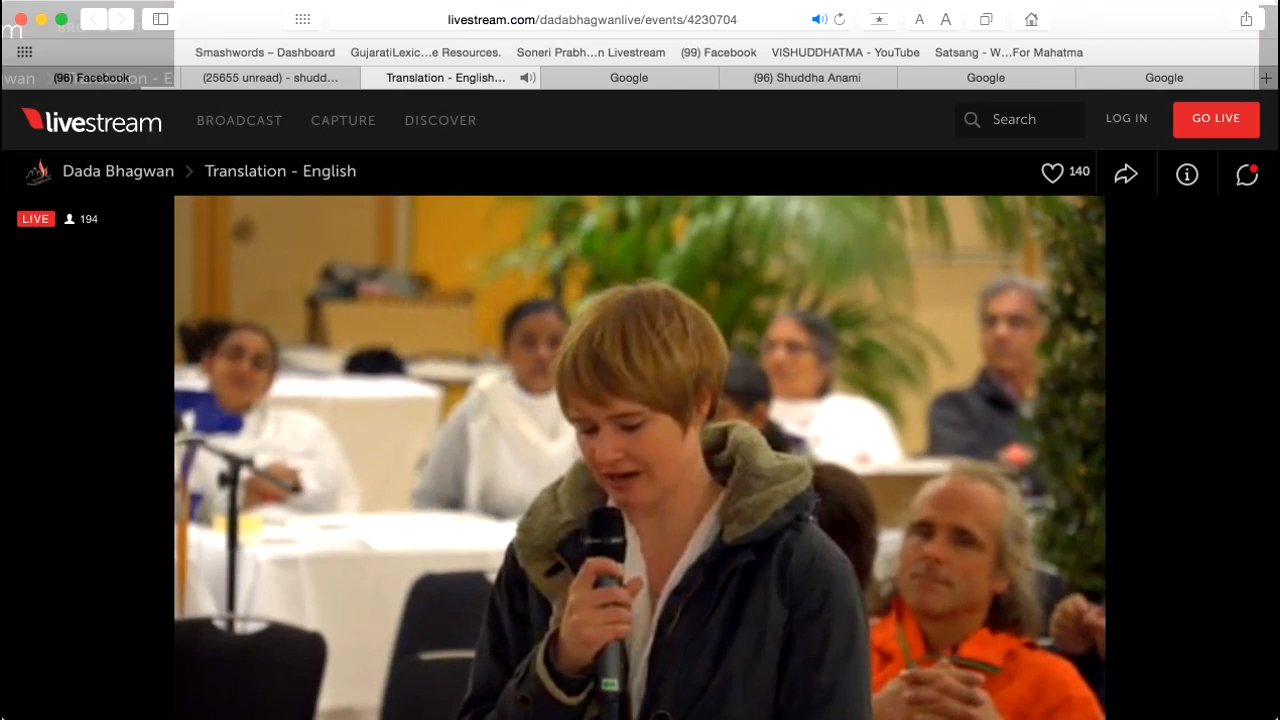 livestream.com/dadabhagwanlive/events/4230704
A A
Smashwords – Dashboard GujaratiLexic...e Resources. Soneri Prabh...n Livestream (99) Facebook VISHUDDHATMA - YouTube Satsang - W...For Mahatma
wan (96) Facebook on - E (25655 unread) - shudd... Translation - English... Google (96) Shuddha Anami Google Google
livestream BROADCAST CAPTURE DISCOVER Search LOG IN GO LIVE
Dada Bhagwan > Translation - English 140
LIVE 194